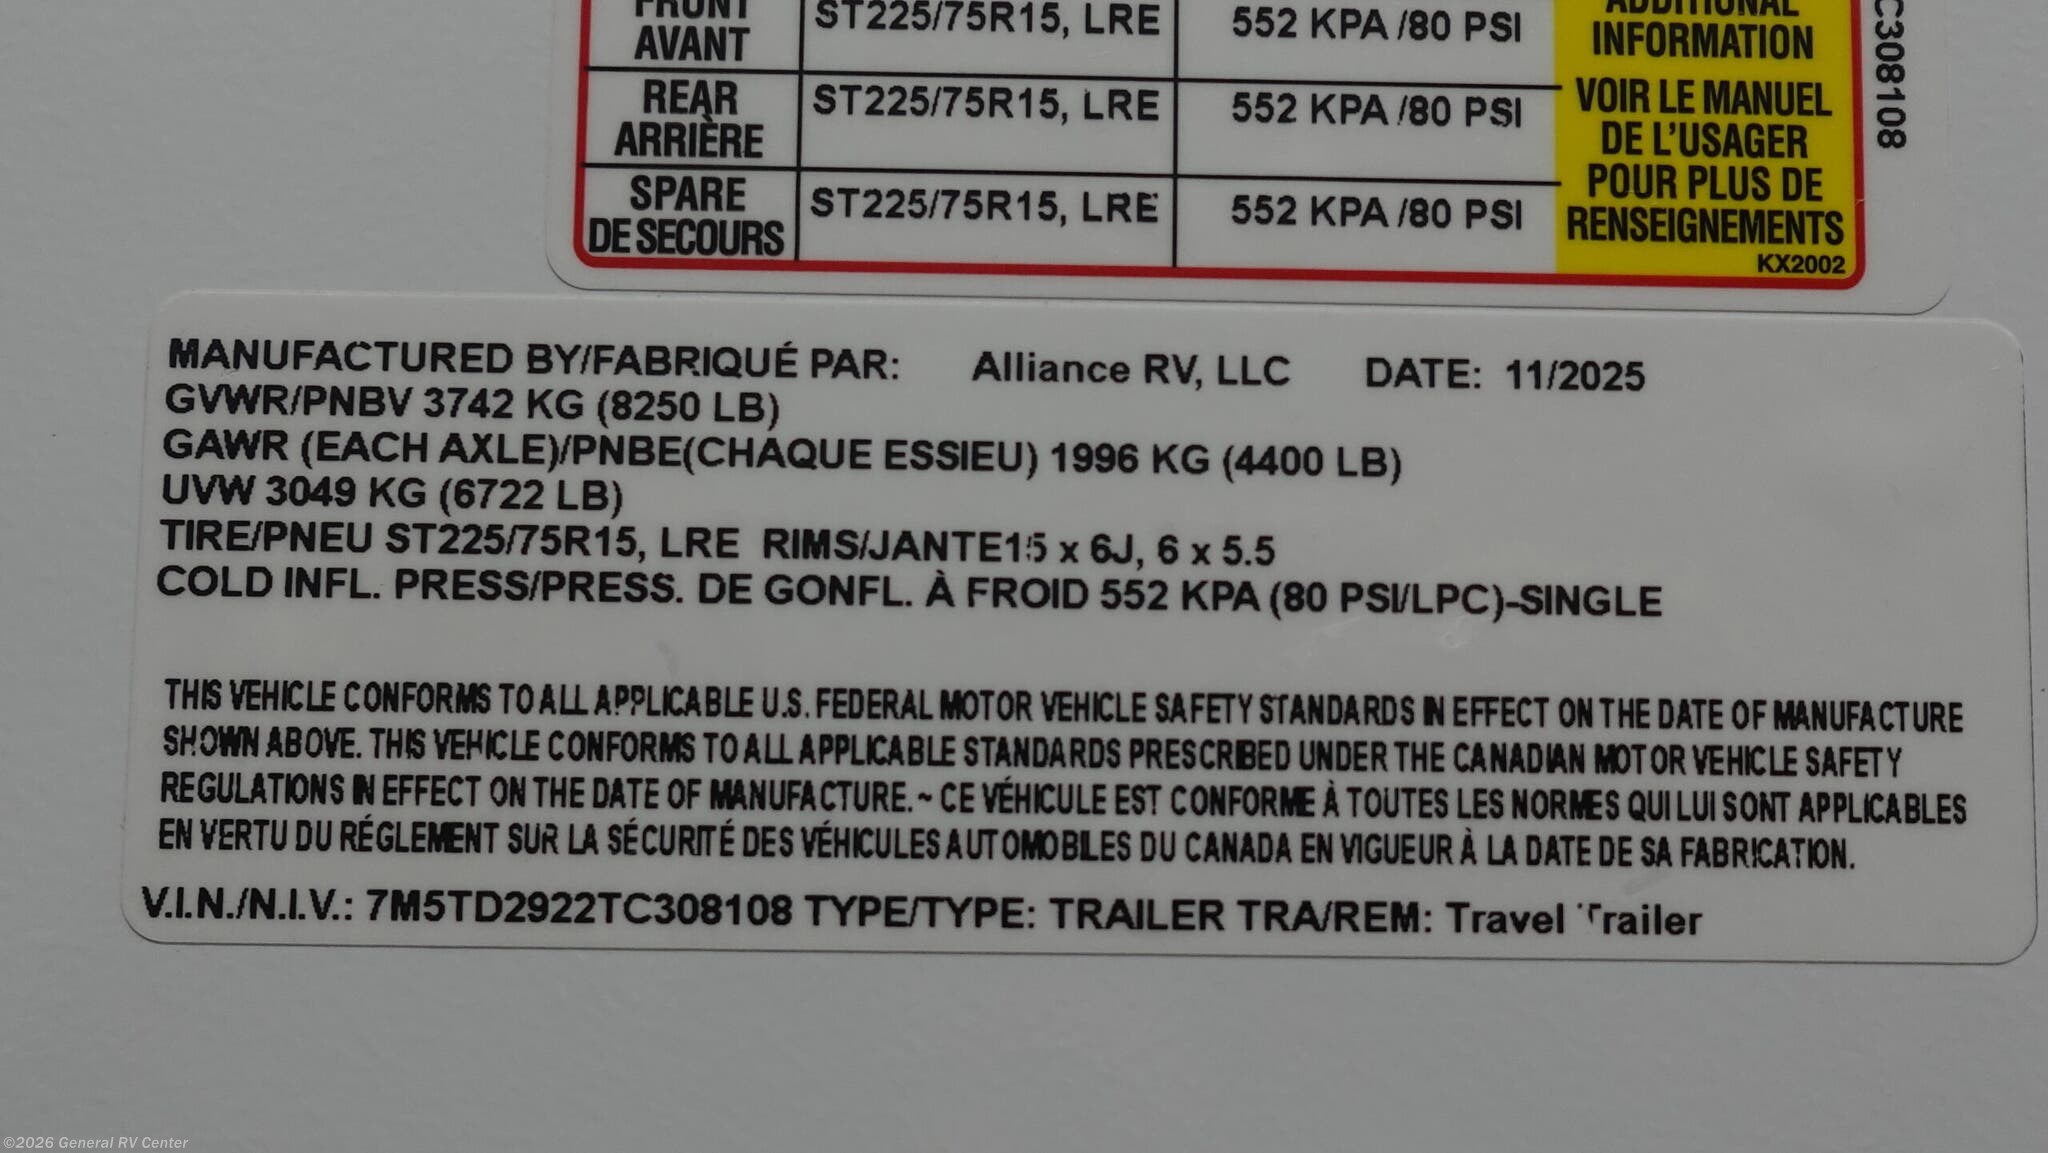 FRONT
AVANT
ST225/75R15, LRE
552 KPA /80 PSI
ADDITIONAL
INFORMATION
REAR
ARRIÈRE
ST225/75R15, LRE
552 KPA /80 PSI
VOIR LE MANUEL
DE L'USAGER
POUR PLUS DE
RENSEIGNEMENTS
SPARE
DE SECOURS
ST225/75R15, LRE
552 KPA /80 PSI
KX2002
C308108
MANUFACTURED BY/FABRIQUÉ PAR: Alliance RV, LLC DATE: 11/2025
GVWR/PNBV 3742 KG (8250 LB)
GAWR (EACH AXLE)/PNBE(CHAQUE ESSIEU) 1996 KG (4400 LB)
UVW 3049 KG (6722 LB)
TIRE/PNEU ST225/75R15, LRE RIMS/JANTE15 x 6J, 6 x 5.5
COLD INFL. PRESS/PRESS. DE GONFL. À FROID 552 KPA (80 PSI/LPC)-SINGLE
THIS VEHICLE CONFORMS TO ALL APPLICABLE U.S. FEDERAL MOTOR VEHICLE SAFETY STANDARDS IN EFFECT ON THE DATE OF MANUFACTURE
SHOWN ABOVE. THIS VEHICLE CONFORMS TO ALL APPLICABLE STANDARDS PRESCRIBED UNDER THE CANADIAN MOTOR VEHICLE SAFETY
REGULATIONS IN EFFECT ON THE DATE OF MANUFACTURE. ~ CE VÉHICULE EST CONFORME À TOUTES LES NORMES QUI LUI SONT APPLICABLES
EN VERTU DU RÉGLEMENT SUR LA SÉCURITÉ DES VÉHICULES AUTOMOBILES DU CANADA EN VIGUEUR À LA DATE DE SA FABRICATION.
V.I.N./N.I.V.: 7M5TD2922TC308108 TYPE/TYPE: TRAILER TRA/REM: Travel Trailer
©2026 General RV Center